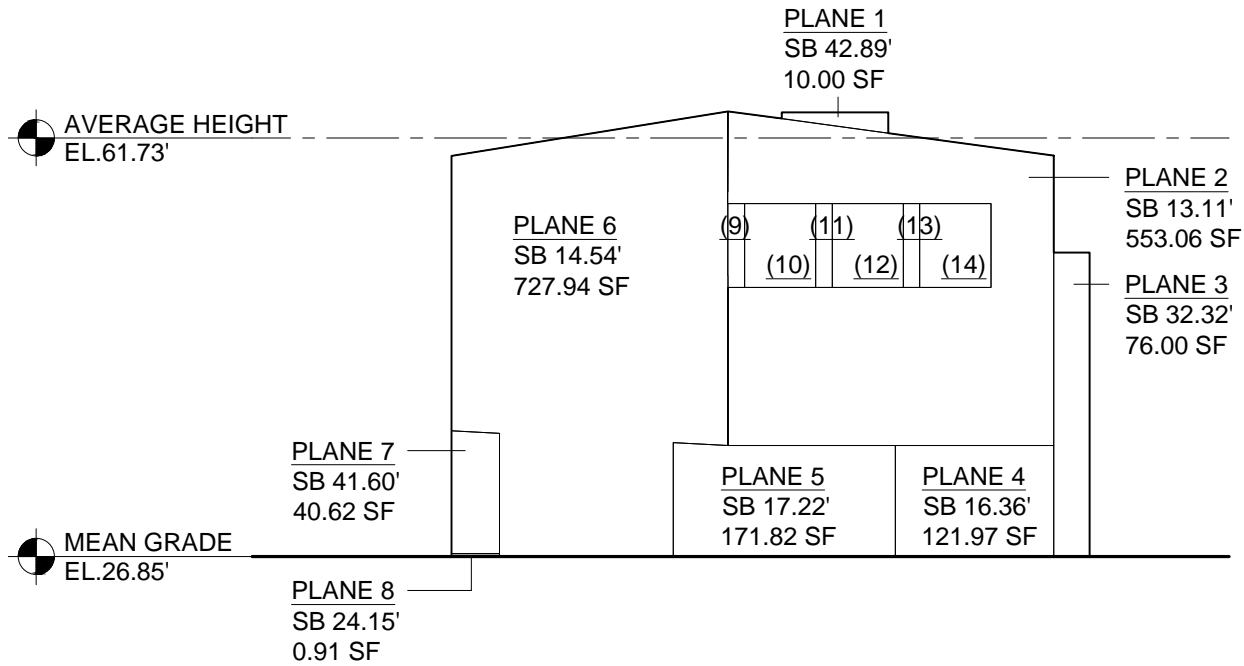 PLANE 1
SB 42.89'
10.00 SF
AVERAGE HEIGHT
EL.61.73'
PLANE 2
SB 13.11'
553.06 SF
PLANE 6
SB 14.54'
727.94 SF
(9)
(11)
(13)
(10)
(12)
(14)
PLANE 3
SB 32.32'
76.00 SF
PLANE 7
SB 41.60'
40.62 SF
PLANE 5
SB 17.22'
171.82 SF
PLANE 4
SB 16.36'
121.97 SF
MEAN GRADE
EL.26.85'
PLANE 8
SB 24.15'
0.91 SF